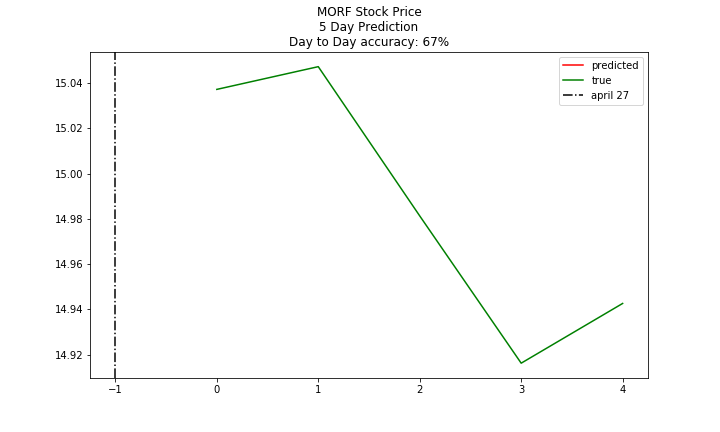 MORF Stock Price
5 Day Prediction
Day to Day accuracy: 67%
predicted
true
april 27
15.04
15.02
15.00
14.98
14.96
14.94
14.92
−1 0 1 2 3 4